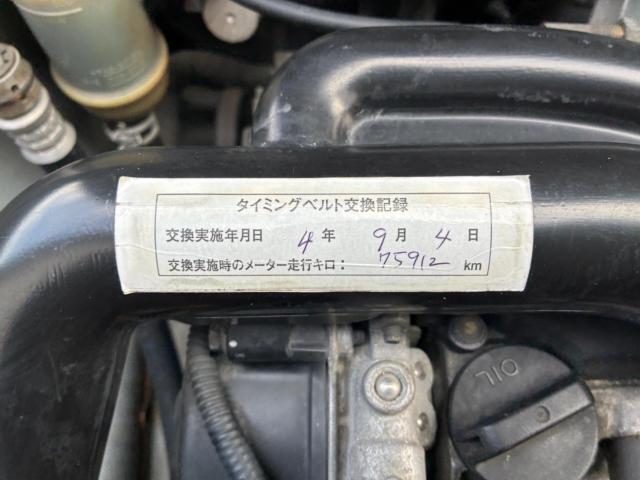 タイミングベルト交換記録
交換実施年月日 4年 9月 4日
交換実施時のメーター走行キロ: 75912 km
OIL